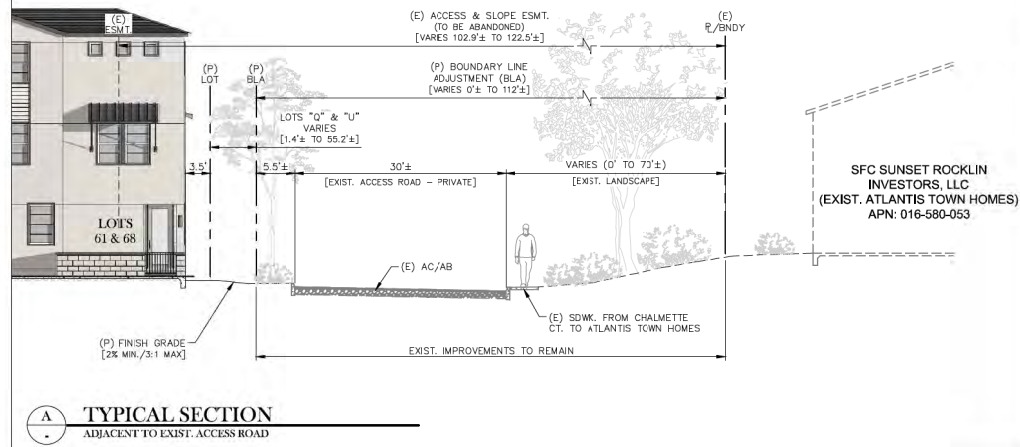 (E)
ESMT.
(E) ACCESS & SLOPE ESMT.
(TO BE ABANDONED)
[VARIES 102.9'± TO 122.5'±]
(E)
P/BNDY
(P)
LOT
(P)
BLA
(P) BOUNDARY LINE
ADJUSTMENT (BLA)
[VARIES 0'± TO 112'±]
LOTS "Q" & "U"
VARIES
[1.4'± TO 55.2'±]
3.5'
5.5'±
30'±
[EXIST. ACCESS ROAD – PRIVATE]
VARIES (0' TO 73'±)
[EXIST. LANDSCAPE]
SFC SUNSET ROCKLIN
INVESTORS, LLC
(EXIST. ATLANTIS TOWN HOMES)
APN: 016-580-053
LOTS
61 & 68
(E) AC/AB
(E) SDWK. FROM CHALMETTE
CT. TO ATLANTIS TOWN HOMES
(P) FINISH GRADE
[2% MIN./3:1 MAX]
EXIST. IMPROVEMENTS TO REMAIN
A
-
TYPICAL SECTION
ADJACENT TO EXIST. ACCESS ROAD